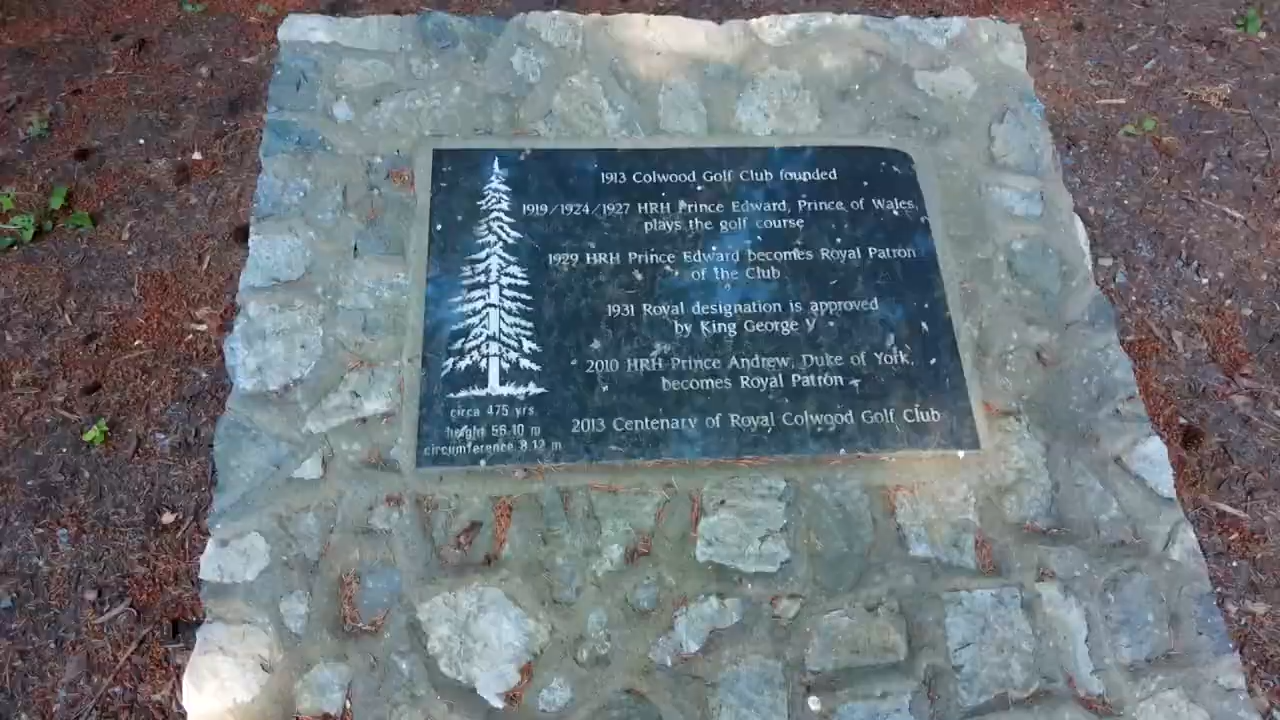 1913 Colwood Golf Club founded
1919/1924/1927 HRH Prince Edward, Prince of Wales,
plays the golf course
1929 HRH Prince Edward becomes Royal Patron
of the Club
1931 Royal designation is approved
by King George V
2010 HRH Prince Andrew, Duke of York,
becomes Royal Patron
2013 Centenary of Royal Colwood Golf Club
circa 475 yrs
height 56.10 m
circumference 8.12 m